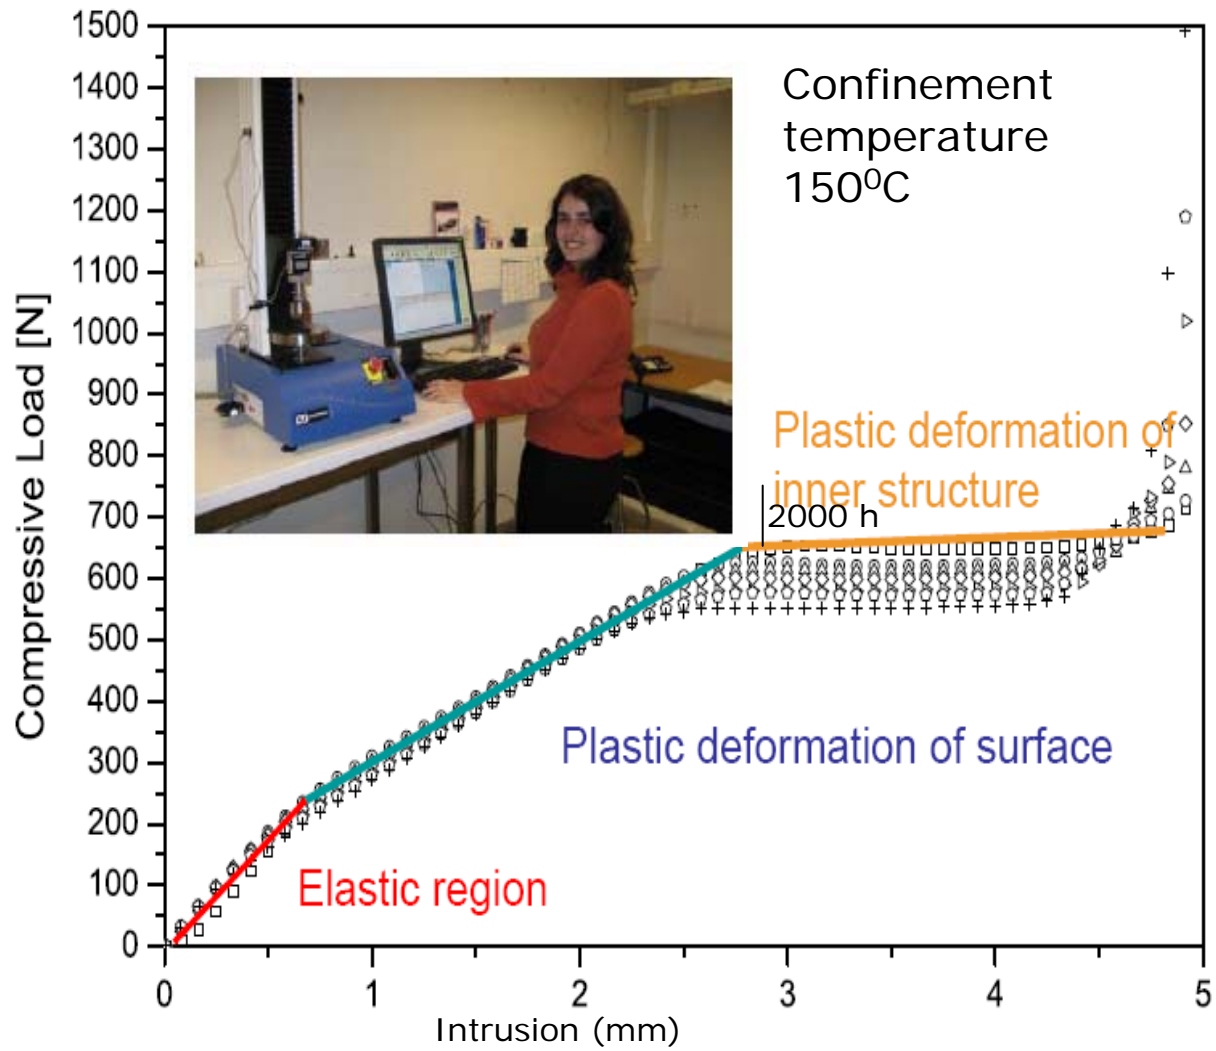 1500
1400
1300
1200
1100
1000
900
800
700
600
500
400
300
200
100
0
Compressive Load [N]
Confinement
temperature
150⁰C
Plastic deformation of
inner structure
2000 h
Plastic deformation of surface
Elastic region
0 1 2 3 4 5
Intrusion (mm)